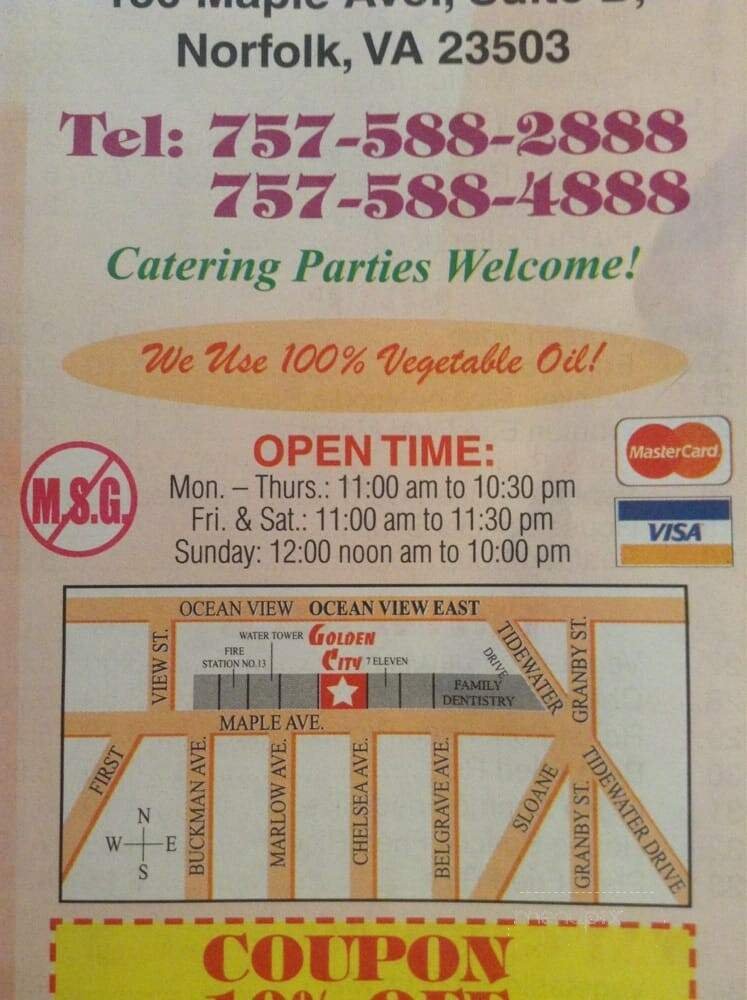 Norfolk, VA 23503
Tel: 757-588-2888
757-588-4888
Catering Parties Welcome!
We Use 100% Vegetable Oil!
M.S.G.
OPEN TIME:
Mon. – Thurs.: 11:00 am to 10:30 pm
Fri. & Sat.: 11:00 am to 11:30 pm
Sunday: 12:00 noon am to 10:00 pm
MasterCard
VISA
OCEAN VIEW OCEAN VIEW EAST
VIEW ST.
FIRE
STATION NO.13
WATER TOWER
GOLDEN
CITY
7 ELEVEN
FAMILY
DENTISTRY
DRIVE
TIDEWATER
GRANBY ST.
MAPLE AVE.
FIRST
BUCKMAN AVE.
MARLOW AVE.
CHELSEA AVE.
BELGRAVE AVE.
SLOANE
GRANBY ST.
TIDEWATER DRIVE
N
W E
S
COUPON
10% OFF